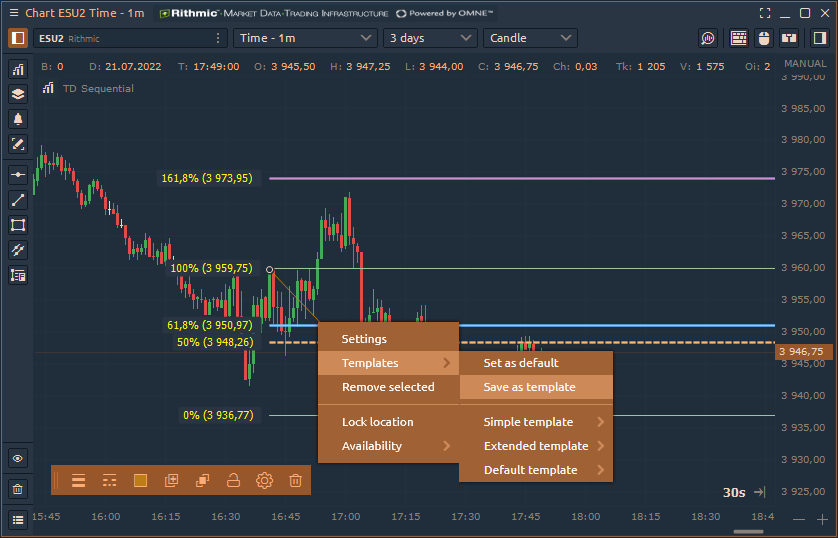 Chart ESU2 Time - 1m
Rithmic™-Market Data-Trading Infrastructure
Powered by OMNE™
ESU2 Rithmic
Time - 1m
3 days
Candle
B: 0 D: 21.07.2022 T: 17:49:00 O: 3 945,50 H: 3 947,25 L: 3 944,00 C: 3 946,75 Ch: 0,03 Tk: 1 205 V: 1 575 Oi: 2
MANUAL
TD Sequential
3 990,00
3 985,00
3 980,00
161,8% (3 973,95)
3 975,00
3 970,00
3 965,00
100% (3 959,75)
3 960,00
3 955,00
61,8% (3 950,97)
3 950,00
50% (3 948,26)
3 946,75
0% (3 936,77)
3 940,00
3 935,00
3 930,00
3 925,00
Settings
Templates
Remove selected
Lock location
Availability
Set as default
Save as template
Simple template
Extended template
Default template
30s
15:45 16:00 16:15 16:30 16:45 17:00 17:15 17:30 17:45 18:00 18:15 18:30 18:4